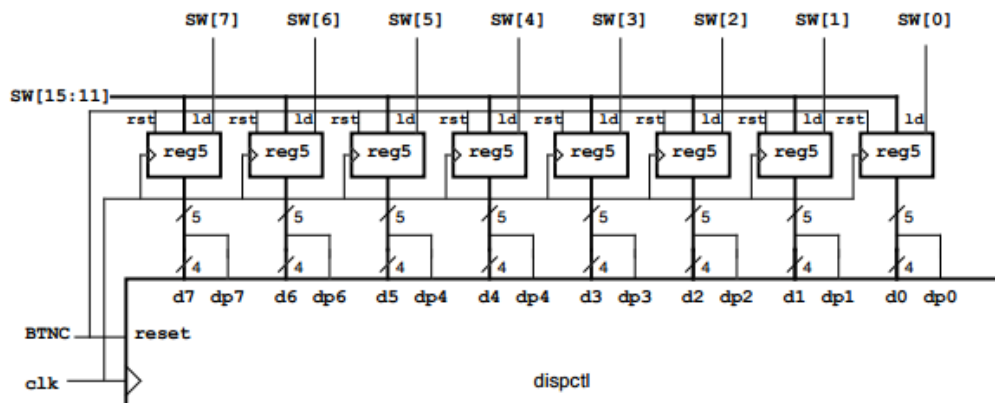 SW[7] SW[6] SW[5] SW[4] SW[3] SW[2] SW[1] SW[0]
SW[15:11]
rst ld rst ld rst ld rst ld rst ld rst ld rst ld rst ld
reg5 reg5 reg5 reg5 reg5 reg5 reg5 reg5
5 5 5 5 5 5 5 5
4 4 4 4 4 4 4 4
d7 dp7 d6 dp6 d5 dp4 d4 dp4 d3 dp3 d2 dp2 d1 dp1 d0 dp0
BTNC reset
clk dispctl